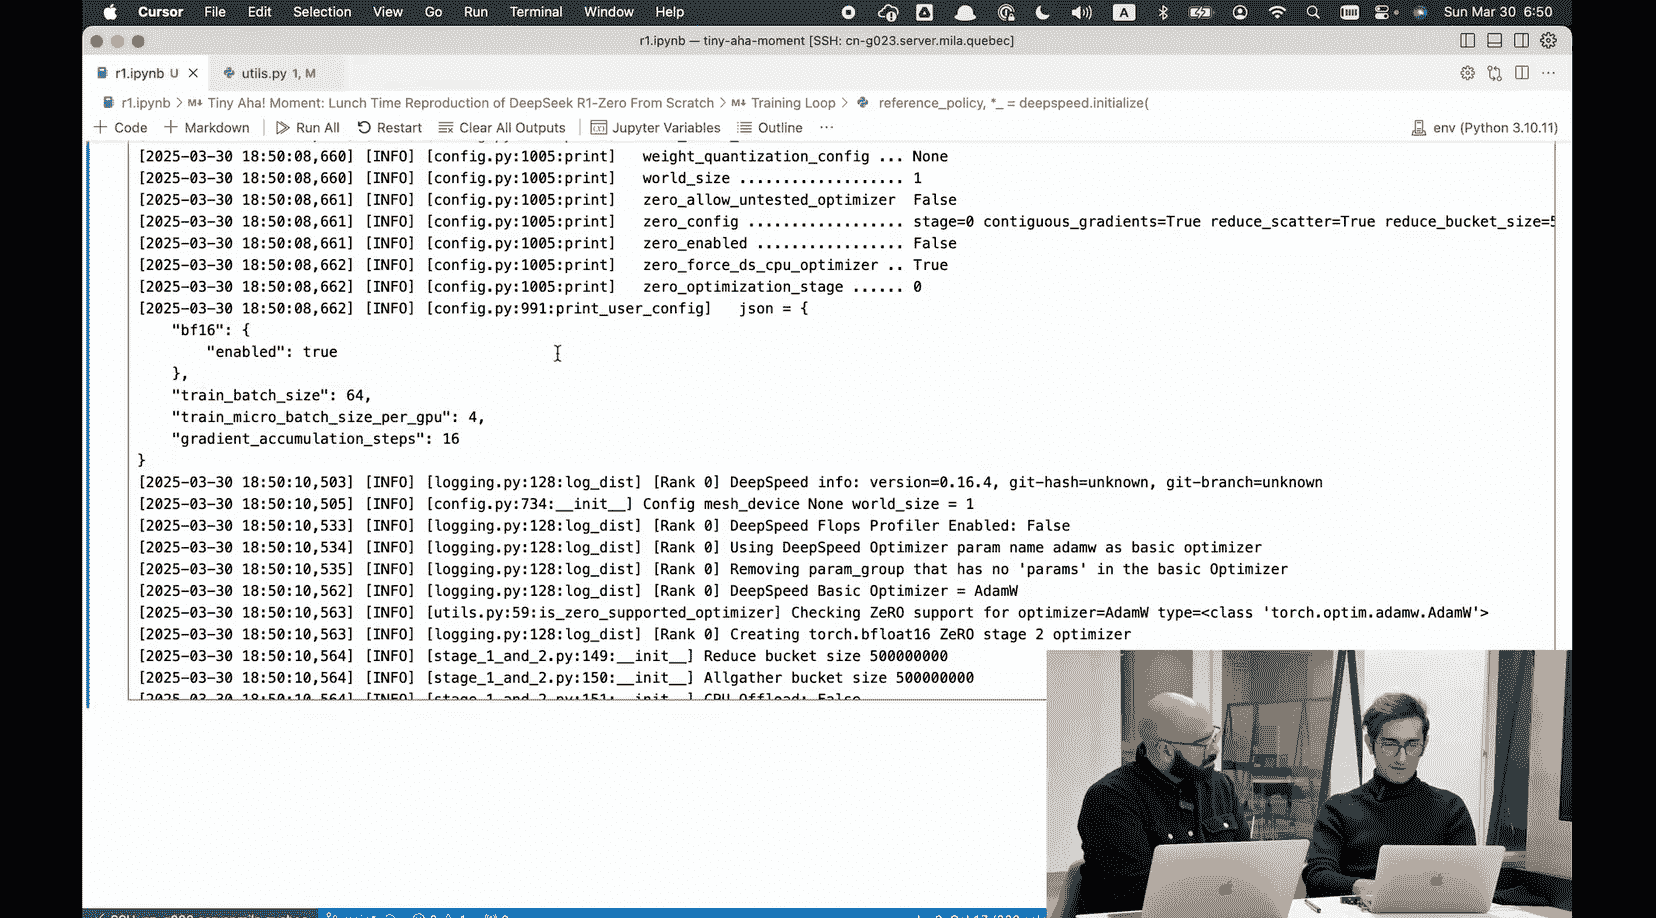 Cursor File Edit Selection View Go Run Terminal Window Help A Sun Mar 30 6:50
r1.ipynb — tiny-aha-moment [SSH: cn-g023.server.mila.quebec]
r1.ipynb U utils.py 1, M
r1.ipynb > M↓ Tiny Aha! Moment: Lunch Time Reproduction of DeepSeek R1-Zero From Scratch > M↓ Training Loop > reference_policy, *_ = deepspeed.initialize(
+ Code + Markdown Run All Restart Clear All Outputs Jupyter Variables Outline ··· env (Python 3.10.11)
[2025-03-30 18:50:08,660] [INFO] [config.py:1005:print] weight_quantization_config ... None
[2025-03-30 18:50:08,660] [INFO] [config.py:1005:print] world_size ................... 1
[2025-03-30 18:50:08,661] [INFO] [config.py:1005:print] zero_allow_untested_optimizer False
[2025-03-30 18:50:08,661] [INFO] [config.py:1005:print] zero_config .................. stage=0 contiguous_gradients=True reduce_scatter=True reduce_bucket_size=5
[2025-03-30 18:50:08,661] [INFO] [config.py:1005:print] zero_enabled ................. False
[2025-03-30 18:50:08,662] [INFO] [config.py:1005:print] zero_force_ds_cpu_optimizer .. True
[2025-03-30 18:50:08,662] [INFO] [config.py:1005:print] zero_optimization_stage ...... 0
[2025-03-30 18:50:08,662] [INFO] [config.py:991:print_user_config] json = {
"bf16": {
"enabled": true
},
"train_batch_size": 64,
"train_micro_batch_size_per_gpu": 4,
"gradient_accumulation_steps": 16
}
[2025-03-30 18:50:10,503] [INFO] [logging.py:128:log_dist] [Rank 0] DeepSpeed info: version=0.16.4, git-hash=unknown, git-branch=unknown
[2025-03-30 18:50:10,505] [INFO] [config.py:734:__init__] Config mesh_device None world_size = 1
[2025-03-30 18:50:10,533] [INFO] [logging.py:128:log_dist] [Rank 0] DeepSpeed Flops Profiler Enabled: False
[2025-03-30 18:50:10,534] [INFO] [logging.py:128:log_dist] [Rank 0] Using DeepSpeed Optimizer param name adamw as basic optimizer
[2025-03-30 18:50:10,535] [INFO] [logging.py:128:log_dist] [Rank 0] Removing param_group that has no 'params' in the basic Optimizer
[2025-03-30 18:50:10,562] [INFO] [logging.py:128:log_dist] [Rank 0] DeepSpeed Basic Optimizer = AdamW
[2025-03-30 18:50:10,563] [INFO] [utils.py:59:is_zero_supported_optimizer] Checking ZeRO support for optimizer=AdamW type=<class 'torch.optim.adamw.AdamW'>
[2025-03-30 18:50:10,563] [INFO] [logging.py:128:log_dist] [Rank 0] Creating torch.bfloat16 ZeRO stage 2 optimizer
[2025-03-30 18:50:10,564] [INFO] [stage_1_and_2.py:149:__init__] Reduce bucket size 500000000
[2025-03-30 18:50:10,564] [INFO] [stage_1_and_2.py:150:__init__] Allgather bucket size 500000000
[2025-03-30 18:50:10,564] [INFO] [stage_1_and_2.py:151:__init__] CPU Offload: False